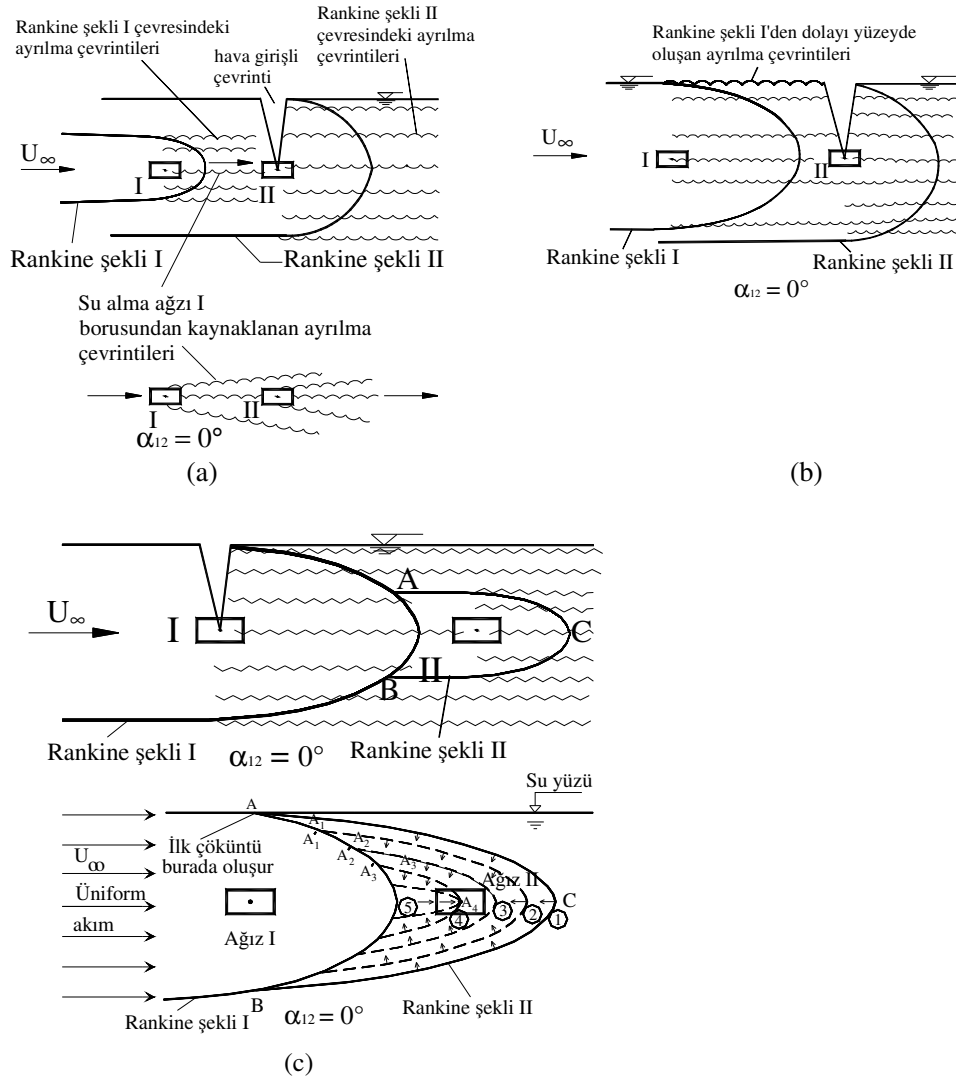 Rankine şekli I çevresindeki
ayrılma çevrintileri
hava girişli
çevrinti
Rankine şekli II
çevresindeki ayrılma
çevrintileri
U∞
I
II
Rankine şekli I
Rankine şekli II
Su alma ağzı I
borusundan kaynaklanan ayrılma
çevrintileri
I
II
α12 = 0°
(a)
Rankine şekli I'den dolayı yüzeyde
oluşan ayrılma çevrintileri
U∞
I
II
Rankine şekli I
Rankine şekli II
α12 = 0°
(b)
U∞
I
A
C
II
B
Rankine şekli I
α12 = 0°
Rankine şekli II
Su yüzü
A
İlk çöküntü
burada oluşur
A1
A1
A2
A2
A3
A3
U∞
Üniform
akım
Ağız I
Ağız II
A4
C
5
4
3
2
1
Rankine şekli I
B
α12 = 0°
Rankine şekli II
(c)